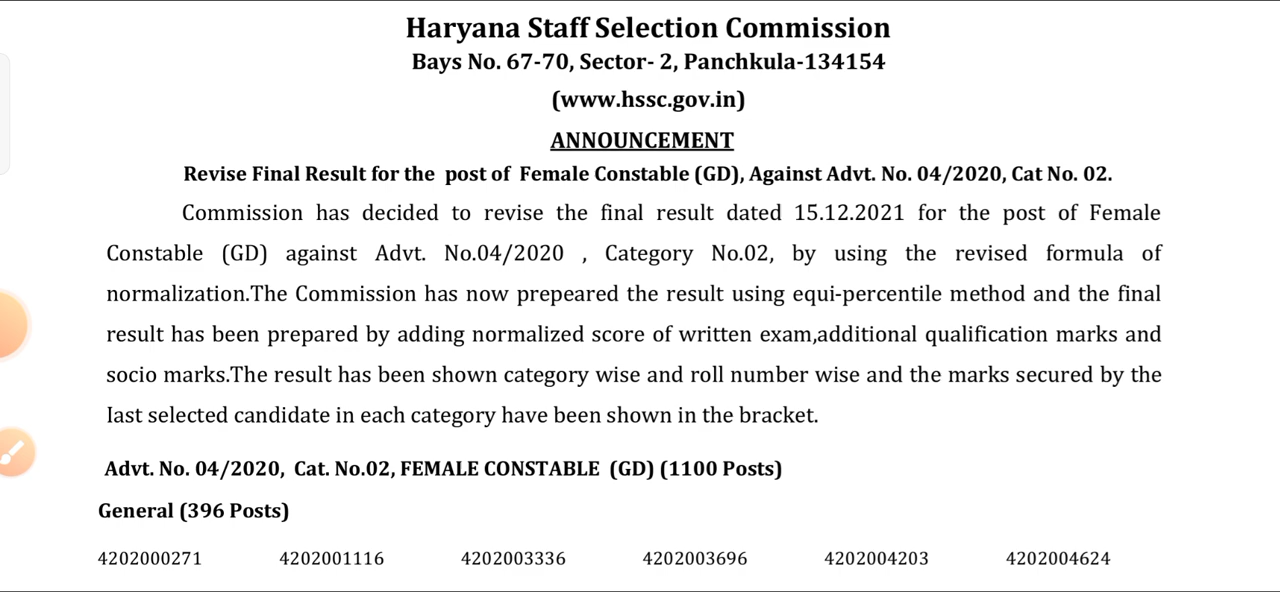 Haryana Staff Selection Commission
Bays No. 67-70, Sector- 2, Panchkula-134154
(www.hssc.gov.in)
ANNOUNCEMENT
Revise Final Result for the post of Female Constable (GD), Against Advt. No. 04/2020, Cat No. 02.
Commission has decided to revise the final result dated 15.12.2021 for the post of Female
Constable (GD) against Advt. No.04/2020 , Category No.02, by using the revised formula of
normalization.The Commission has now prepeared the result using equi-percentile method and the final
result has been prepared by adding normalized score of written exam,additional qualification marks and
socio marks.The result has been shown category wise and roll number wise and the marks secured by the
last selected candidate in each category have been shown in the bracket.
Advt. No. 04/2020, Cat. No.02, FEMALE CONSTABLE (GD) (1100 Posts)
General (396 Posts)
4202000271 4202001116 4202003336 4202003696 4202004203 4202004624